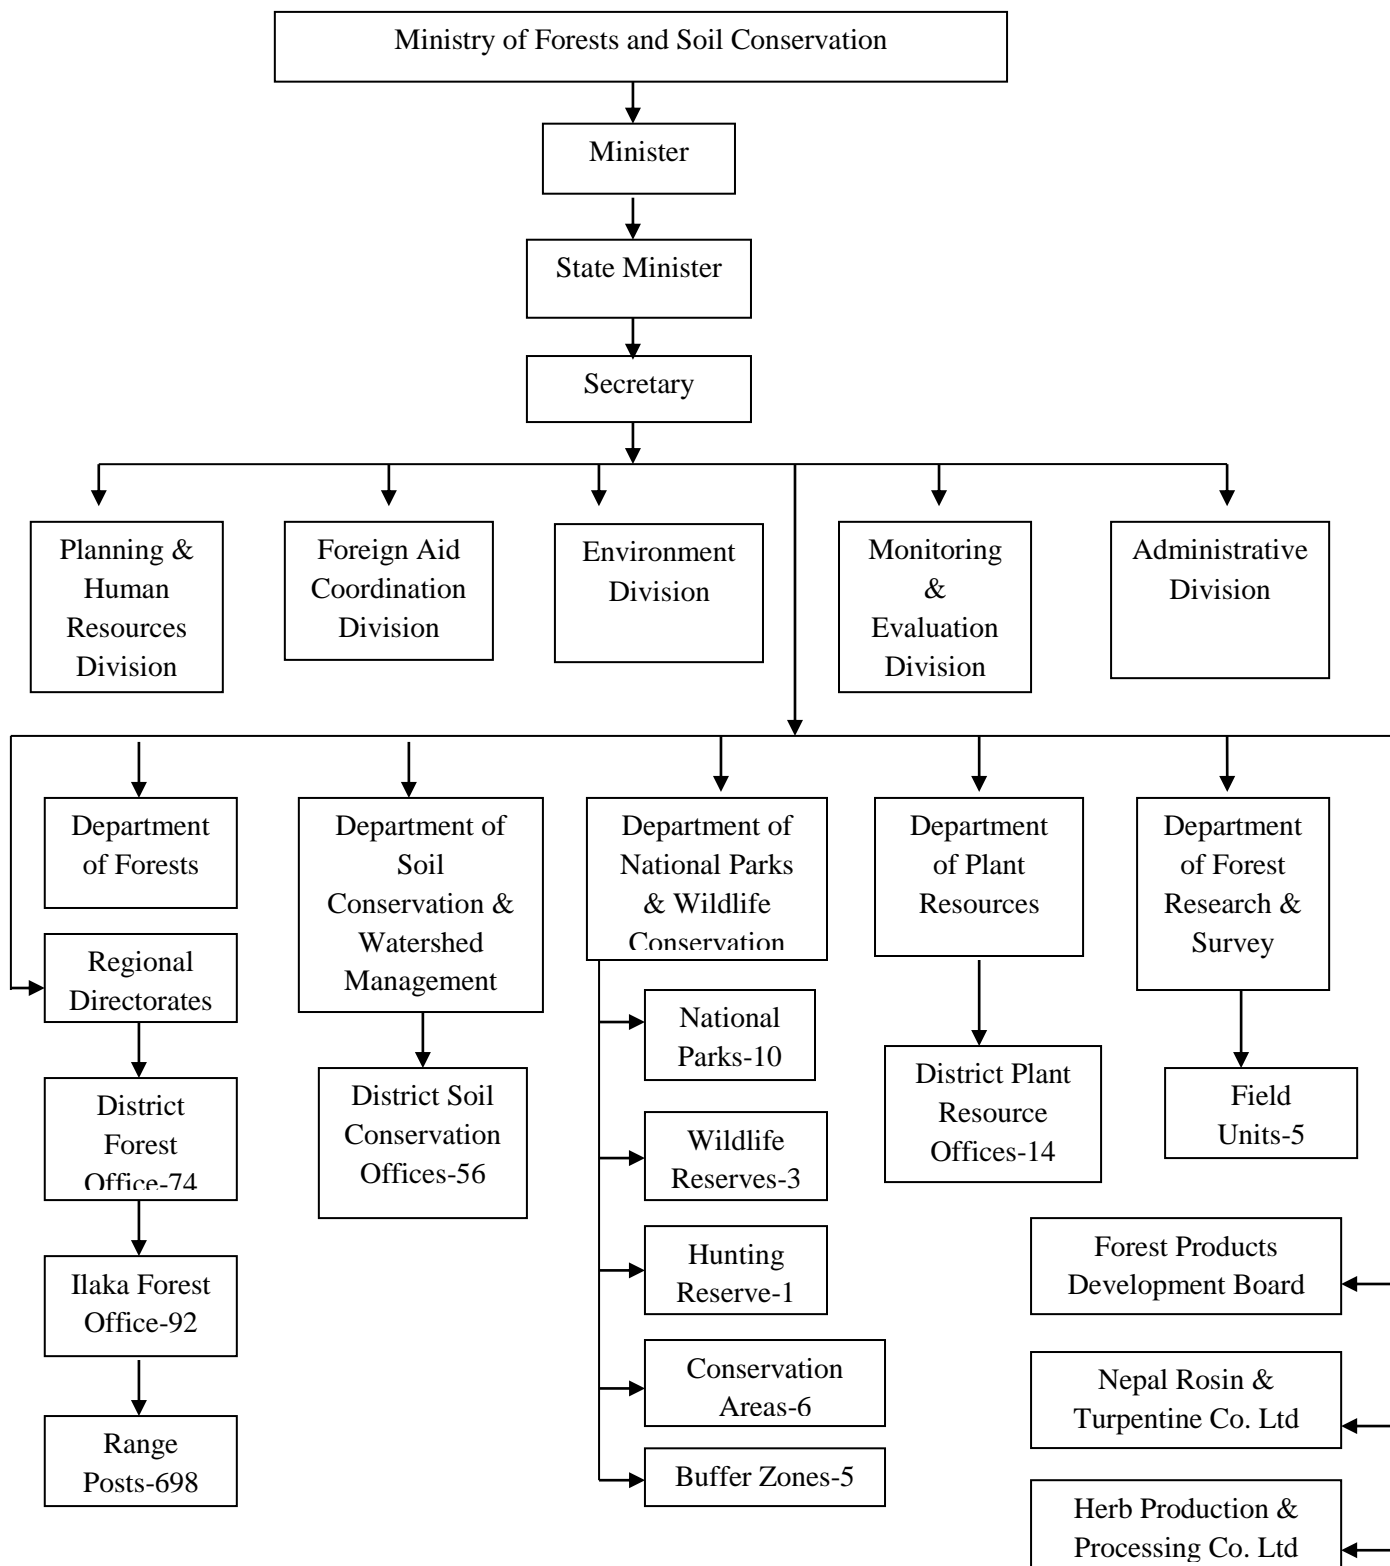 Ministry of Forests and Soil Conservation
Minister
State Minister
Secretary
Planning &
Human
Resources
Division
Foreign Aid
Coordination
Division
Environment
Division
Monitoring
&
Evaluation
Division
Administrative
Division
Department
of Forests
Regional
Directorates
District
Forest
Office-74
Ilaka Forest
Office-92
Range
Posts-698
Department of
Soil
Conservation &
Watershed
Management
District Soil
Conservation
Offices-56
Department of
National Parks
& Wildlife
Conservation
National
Parks-10
Wildlife
Reserves-3
Hunting
Reserve-1
Conservation
Areas-6
Buffer Zones-5
Department
of Plant
Resources
District Plant
Resource
Offices-14
Department
of Forest
Research &
Survey
Field
Units-5
Forest Products
Development Board
Nepal Rosin &
Turpentine Co. Ltd
Herb Production &
Processing Co. Ltd